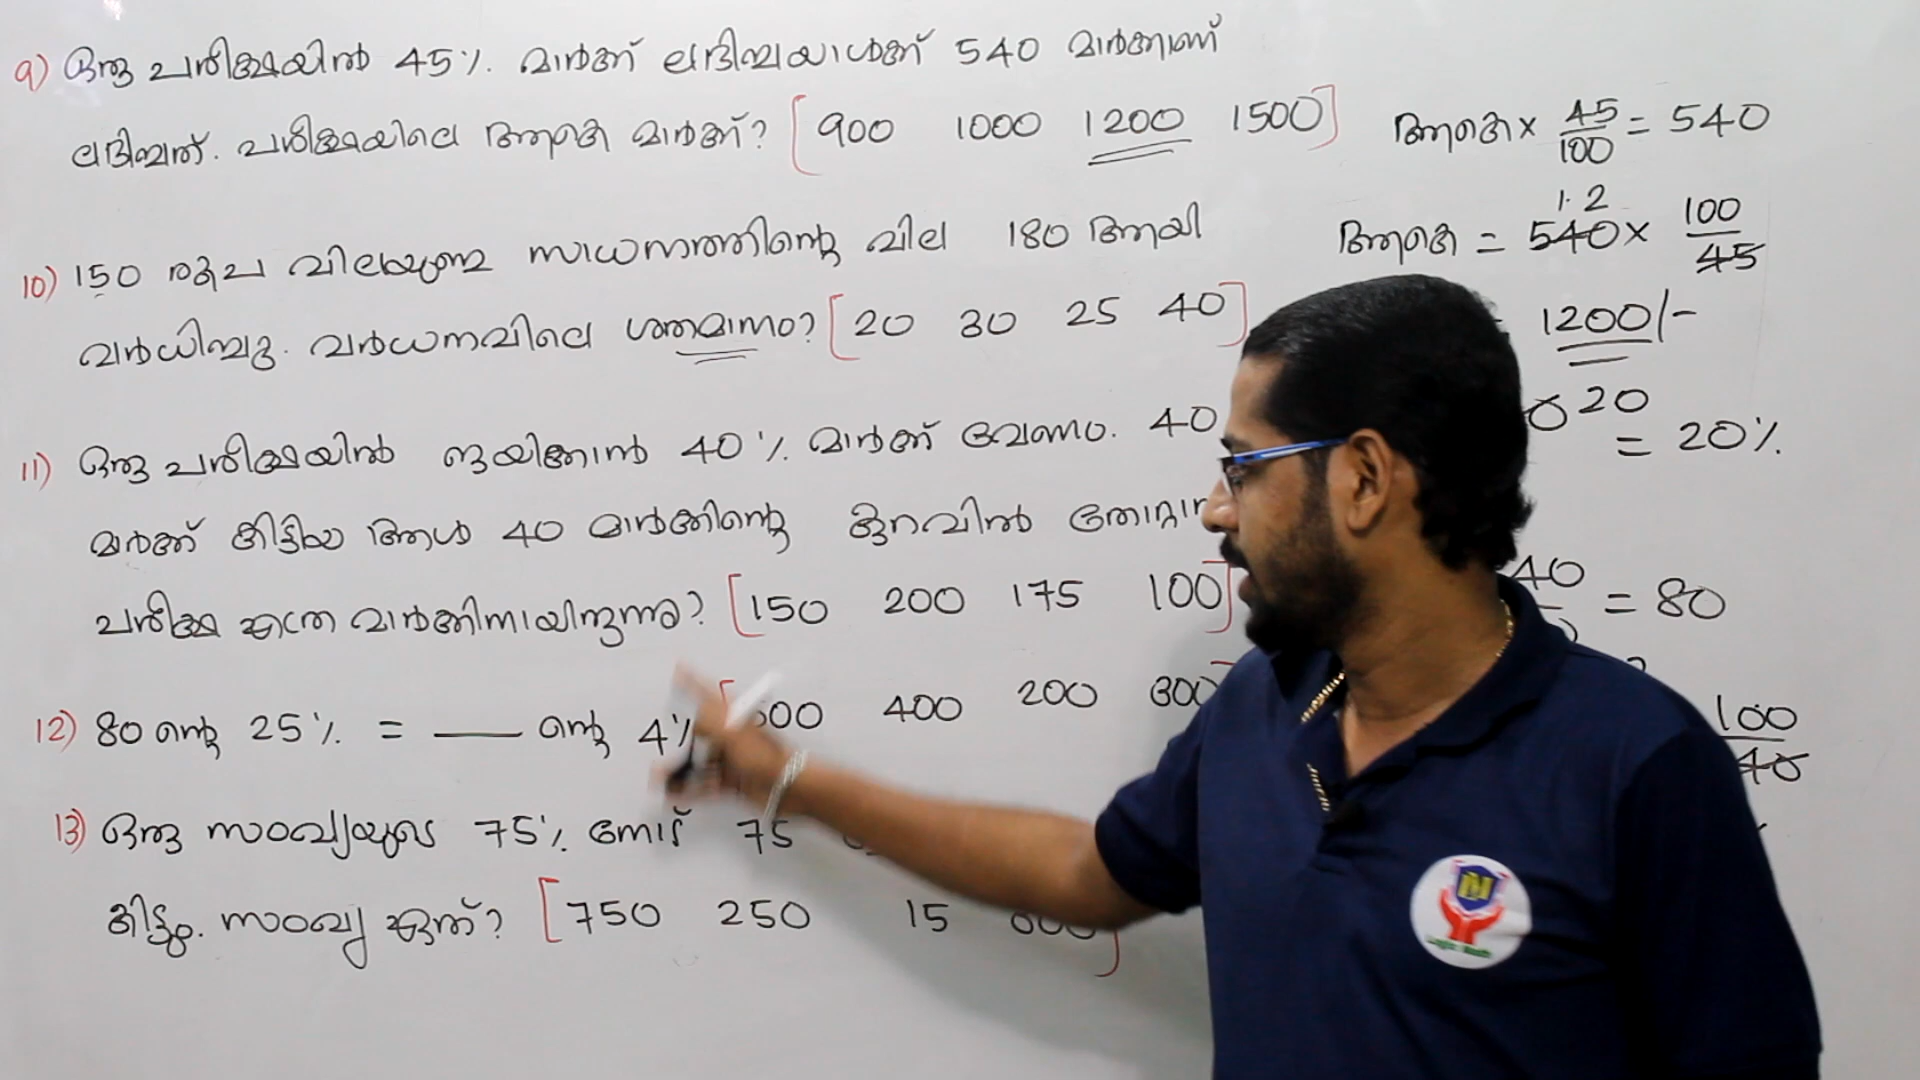 9) ഒരു പരീക്ഷയിൽ 45% മാർക്ക് ലഭിച്ചയാൾക്ക് 540 മാർക്കാണ്
ലഭിച്ചത്. പരീക്ഷയിലെ ആകെ മാർക്ക്? [900 1000 1200 1500]
10) 150 രൂപ വിലയുണ്ട സാധനത്തിന്റെ വില 180 ആയി
വർധിച്ചു. വർധനവിലെ ശതമാനം? [20 30 25 40]
11) ഒരു പരീക്ഷയിൽ ജയിക്കാൻ 40% മാർക്ക് വേണം. 40
മാർക്ക് കിട്ടിയ ആൾ 40 മാർക്കിന്റെ കുറവിൽ
പരീക്ഷ എത്ര മാർക്കിനായിരുന്നു? [150 200 175 100]
12) 80 ന്റെ 25% = ___ ന്റെ 4% 400 200 300
13) ഒരു സംഖ്യയുടെ 75% നോട് 75
കിട്ടും. സംഖ്യ ഏത്? [750 250 15
ആകെ × 45/100 = 540
ആകെ = 540 × 100/45
1.2
1200/-
20
= 20%
40
= 80
100
40